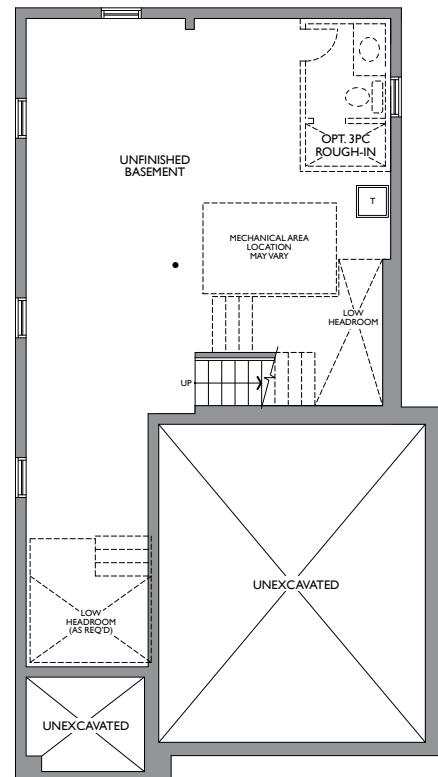 OPT. 3PC
ROUGH-IN
UNFINISHED
BASEMENT
T
MECHANICAL AREA
LOCATION
MAY VARY
LOW
HEADROOM
UP
UNEXCAVATED
LOW
HEADROOM
(AS REQ'D)
UNEXCAVATED